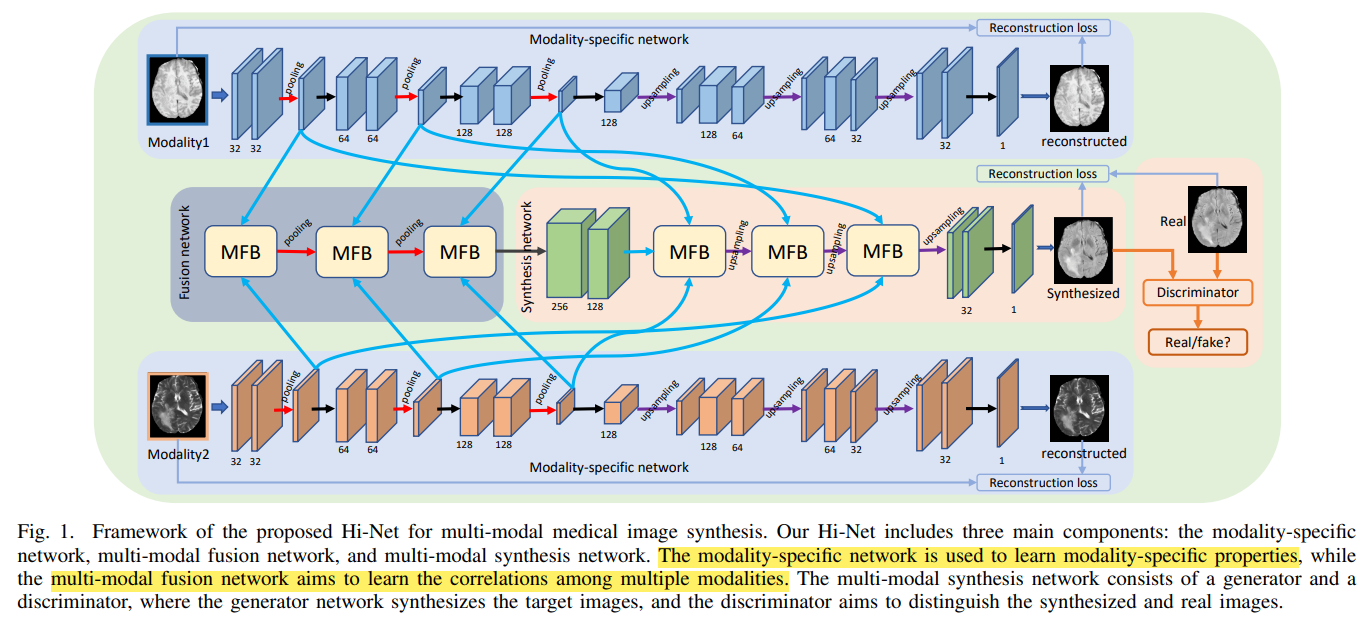 Reconstruction loss
Modality-specific network
pooling
pooling
pooling
upsampling
upsampling
upsampling
Modality1
32 32
64 64
128 128
128
128 64
64 32
32
1
reconstructed
Reconstruction loss
Fusion network
MFB
pooling
MFB
pooling
MFB
Synthesis network
256 128
MFB
upsampling
MFB
upsampling
MFB
upsampling
32
1
Synthesized
Real
Discriminator
Real/fake?
pooling
pooling
pooling
upsampling
upsampling
upsampling
Modality2
32 32
64 64
128 128
128
128 64
64 32
32
1
reconstructed
Modality-specific network
Reconstruction loss
Fig. 1. Framework of the proposed Hi-Net for multi-modal medical image synthesis. Our Hi-Net includes three main components: the modality-specific
network, multi-modal fusion network, and multi-modal synthesis network. The modality-specific network is used to learn modality-specific properties, while
the multi-modal fusion network aims to learn the correlations among multiple modalities. The multi-modal synthesis network consists of a generator and a
discriminator, where the generator network synthesizes the target images, and the discriminator aims to distinguish the synthesized and real images.